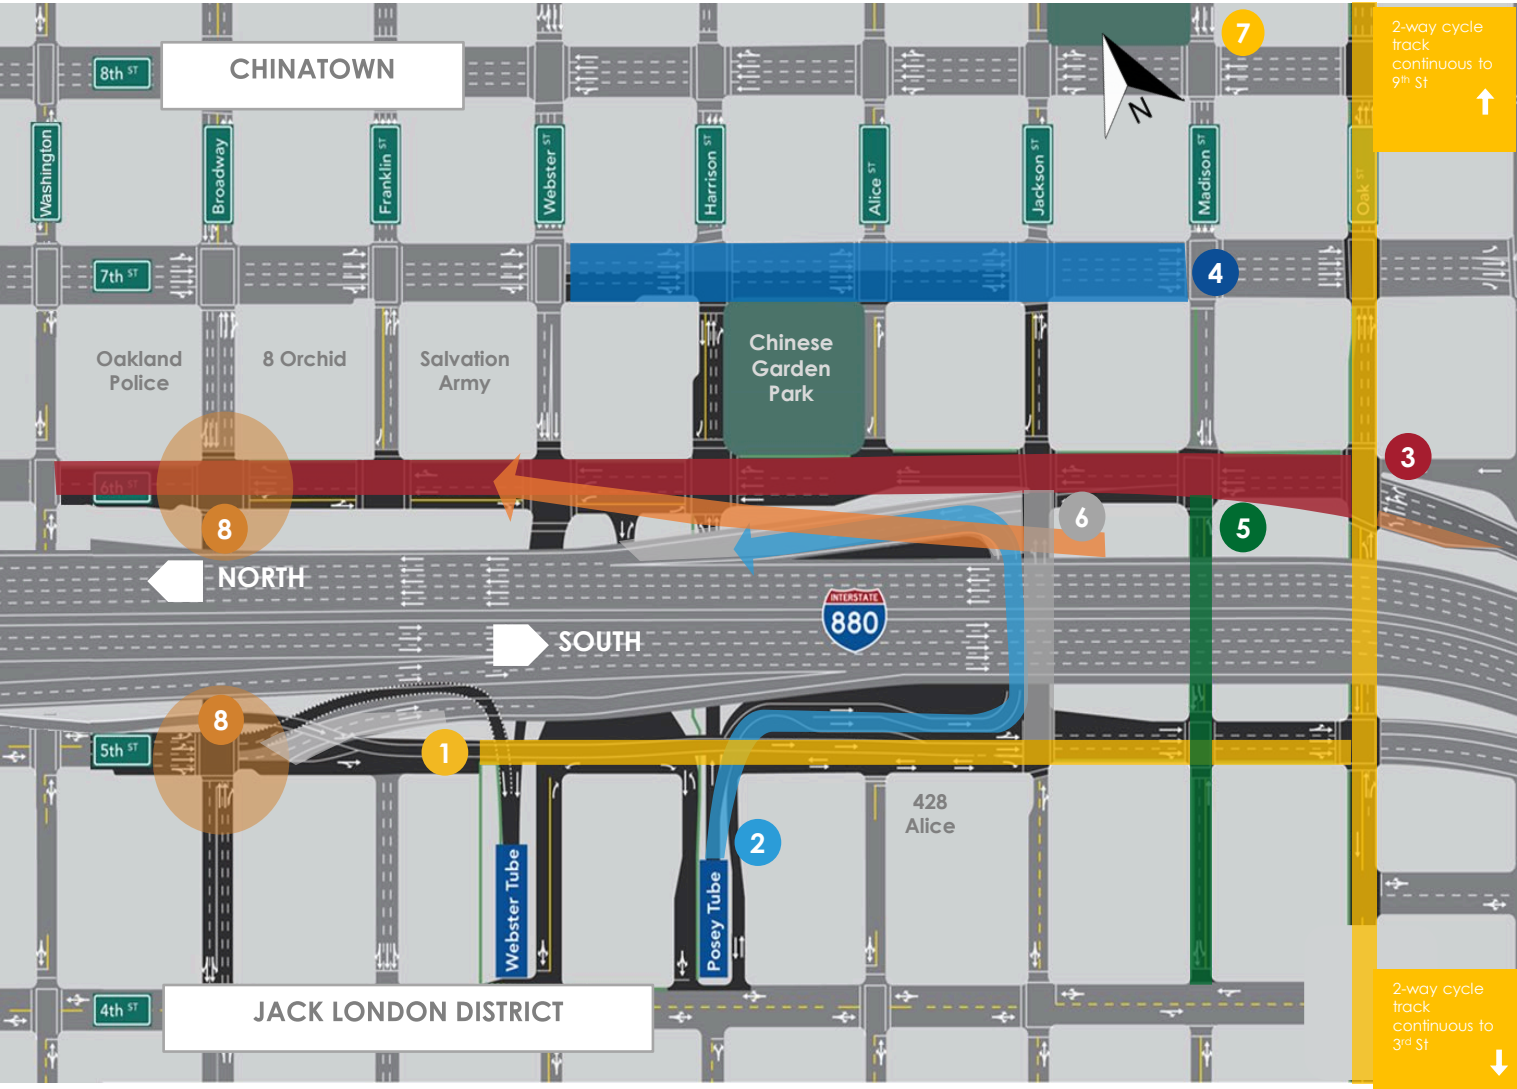 2-way cycle
track
continuous to
9th St
7
8th ST
CHINATOWN
N
Washington
Broadway
Franklin ST
Webster ST
Harrison ST
Alice ST
Jackson ST
Madison ST
Oak ST
7th ST
4
Oakland
Police
8 Orchid
Salvation
Army
Chinese
Garden
Park
3
6th ST
8
6
5
NORTH
INTERSTATE
880
SOUTH
8
5th ST
1
2
428
Alice
Webster Tube
Posey Tube
4th ST
JACK LONDON DISTRICT
2-way cycle
track
continuous to
3rd St